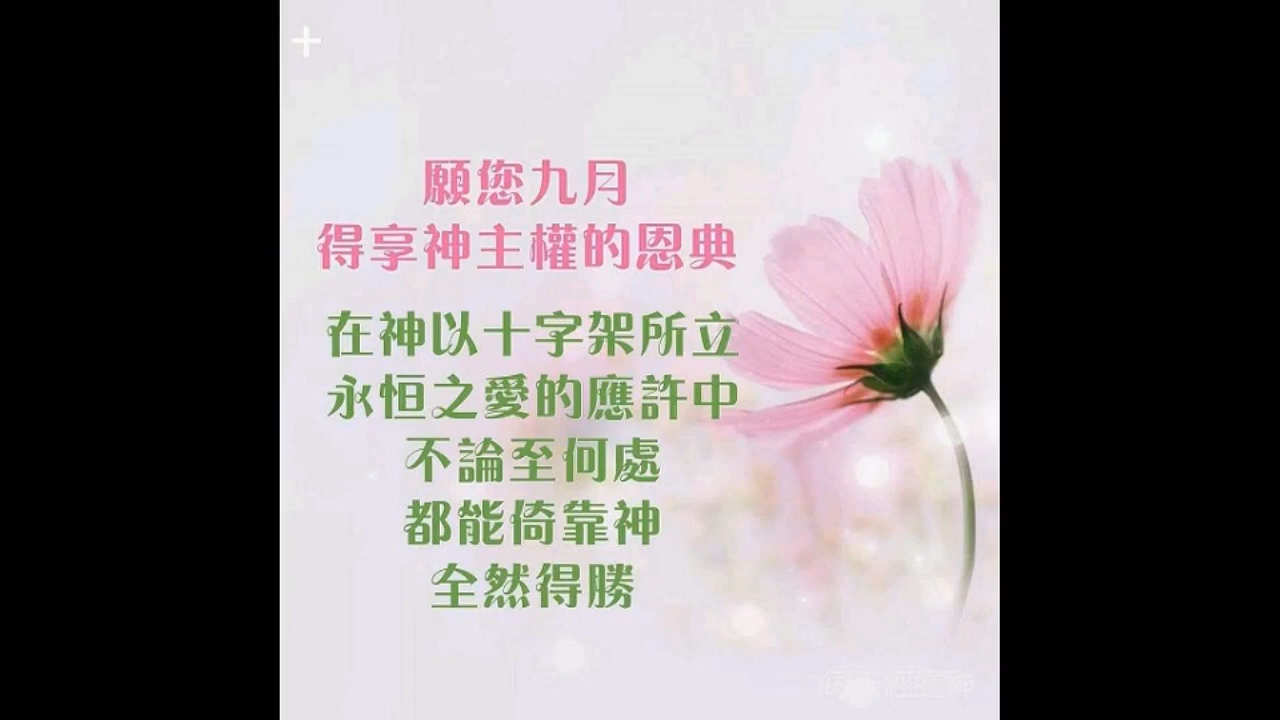 願您九月
得享神主權的恩典
在神以十字架所立
永恒之愛的應許中
不論至何處
都能倚靠神
全然得勝